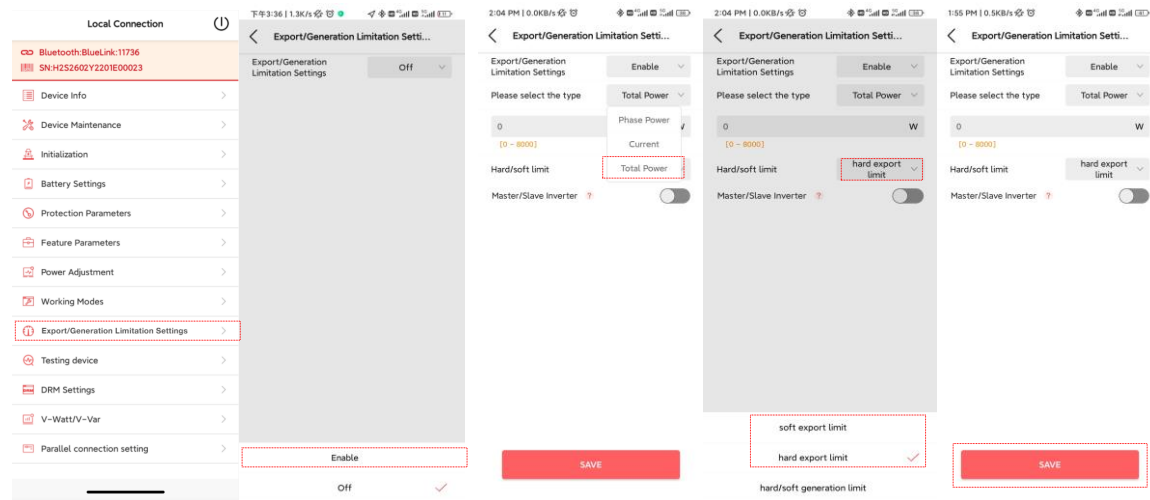 Local Connection
Bluetooth:BlueLink:11736
SN:H2S2602Y2201E00023
Device Info
Device Maintenance
Initialization
Battery Settings
Protection Parameters
Feature Parameters
Power Adjustment
Working Modes
Export/Generation Limitation Settings
Testing device
DRM Settings
V-Watt/V-Var
Parallel connection setting
下午3:36 | 1.3K/s
Export/Generation Limitation Setti...
Export/Generation
Limitation Settings
Off
Enable
Off
2:04 PM | 0.0KB/s
Export/Generation Limitation Setti...
Export/Generation
Limitation Settings
Enable
Please select the type
Total Power
0
W
[0 ~ 8000]
Phase Power
Current
Total Power
Hard/soft limit
Master/Slave Inverter ?
SAVE
2:04 PM | 0.0KB/s
Export/Generation Limitation Setti...
Export/Generation
Limitation Settings
Enable
Please select the type
Total Power
0
W
[0 ~ 8000]
Hard/soft limit
hard export
limit
Master/Slave Inverter ?
soft export limit
hard export limit
hard/soft generation limit
1:55 PM | 0.5KB/s
Export/Generation Limitation Setti...
Export/Generation
Limitation Settings
Enable
Please select the type
Total Power
0
W
[0 ~ 8000]
Hard/soft limit
hard export
limit
Master/Slave Inverter ?
SAVE